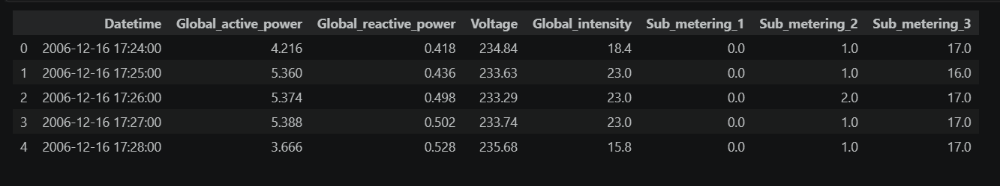 Datetime Global_active_power Global_reactive_power Voltage Global_intensity Sub_metering_1 Sub_metering_2 Sub_metering_3
0 2006-12-16 17:24:00 4.216 0.418 234.84 18.4 0.0 1.0 17.0
1 2006-12-16 17:25:00 5.360 0.436 233.63 23.0 0.0 1.0 16.0
2 2006-12-16 17:26:00 5.374 0.498 233.29 23.0 0.0 2.0 17.0
3 2006-12-16 17:27:00 5.388 0.502 233.74 23.0 0.0 1.0 17.0
4 2006-12-16 17:28:00 3.666 0.528 235.68 15.8 0.0 1.0 17.0